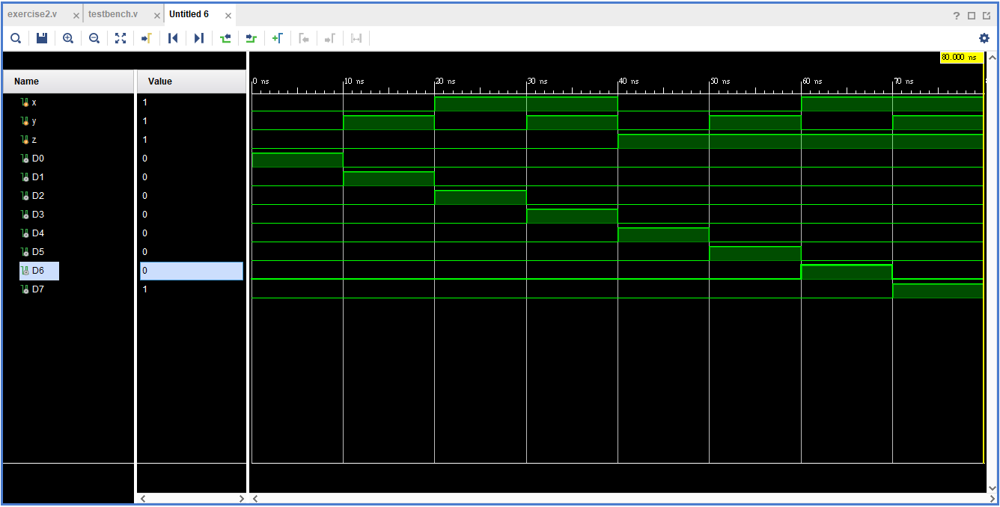 exercise2.v × testbench.v × Untitled 6 ×
?
80.000 ns
Name Value
0 ns 10 ns 20 ns 30 ns 40 ns 50 ns 60 ns 70 ns
x 1
y 1
z 1
D0 0
D1 0
D2 0
D3 0
D4 0
D5 0
D6 0
D7 1